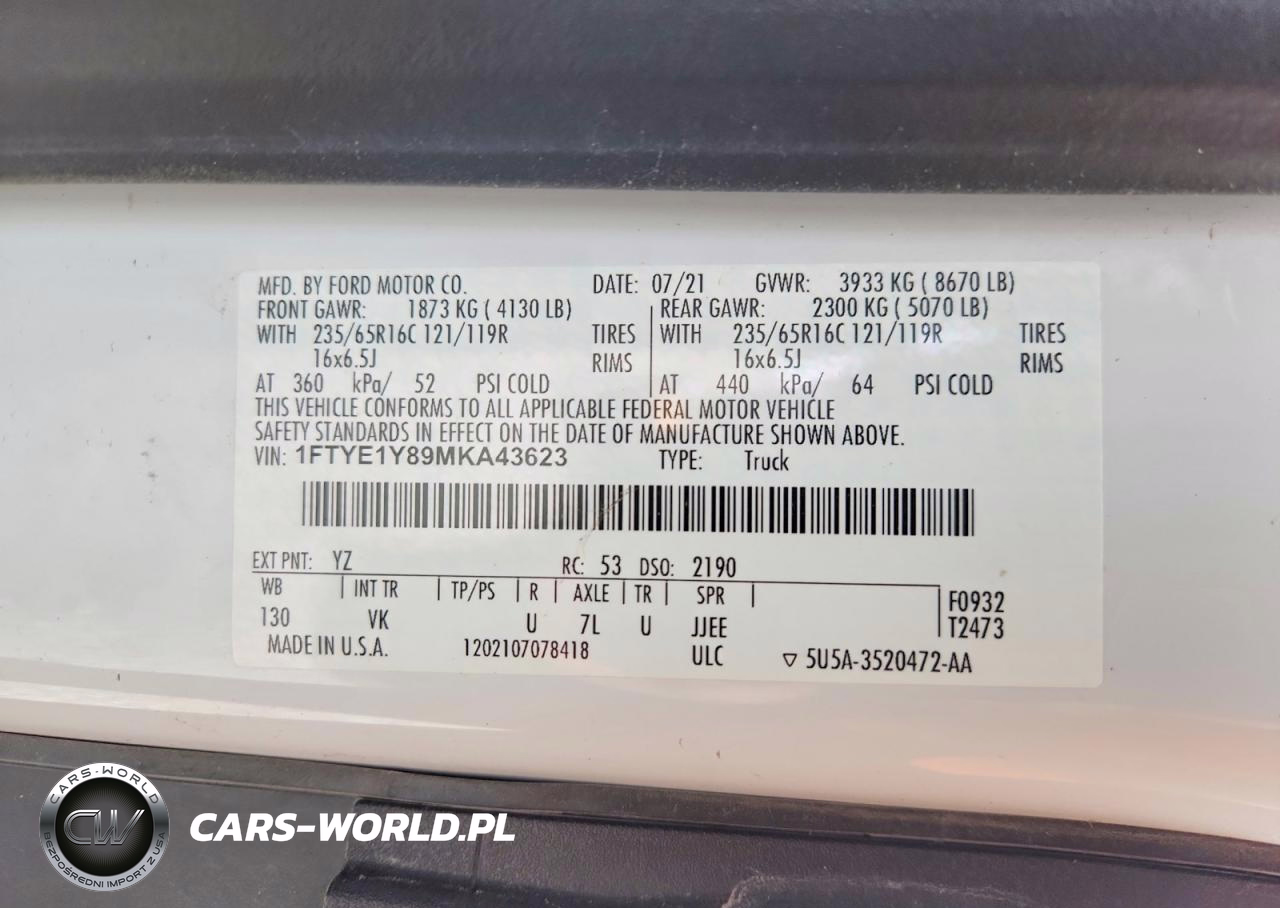 MFD. BY FORD MOTOR CO. DATE: 07/21 GVWR: 3933 KG ( 8670 LB)
FRONT GAWR: 1873 KG ( 4130 LB) REAR GAWR: 2300 KG ( 5070 LB)
WITH 235/65R16C 121/119R TIRES WITH 235/65R16C 121/119R TIRES
16x6.5J RIMS 16x6.5J RIMS
AT 360 kPa/ 52 PSI COLD AT 440 kPa/ 64 PSI COLD
THIS VEHICLE CONFORMS TO ALL APPLICABLE FEDERAL MOTOR VEHICLE
SAFETY STANDARDS IN EFFECT ON THE DATE OF MANUFACTURE SHOWN ABOVE.
VIN: 1FTYE1Y89MKA43623 TYPE: Truck
EXT PNT: YZ RC: 53 DSO: 2190
WB INT TR TP/PS R AXLE TR SPR F0932
130 VK U 7L U JJEE T2473
MADE IN U.S.A. 1202107078418 ULC ▽ 5U5A-3520472-AA
CARS-WORLD
CW
BEZPOŚREDNI IMPORT Z USA
CARS-WORLD.PL